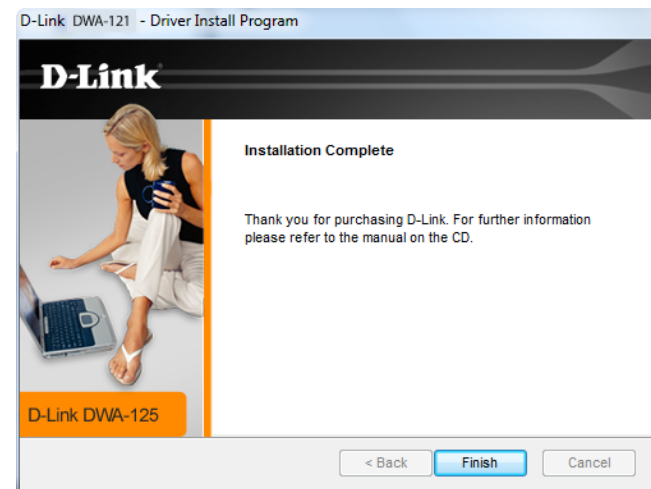 D-Link DWA-121 - Driver Install Program
D-Link
Installation Complete
Thank you for purchasing D-Link. For further information
please refer to the manual on the CD.
D-Link DWA-125
< Back
Finish
Cancel